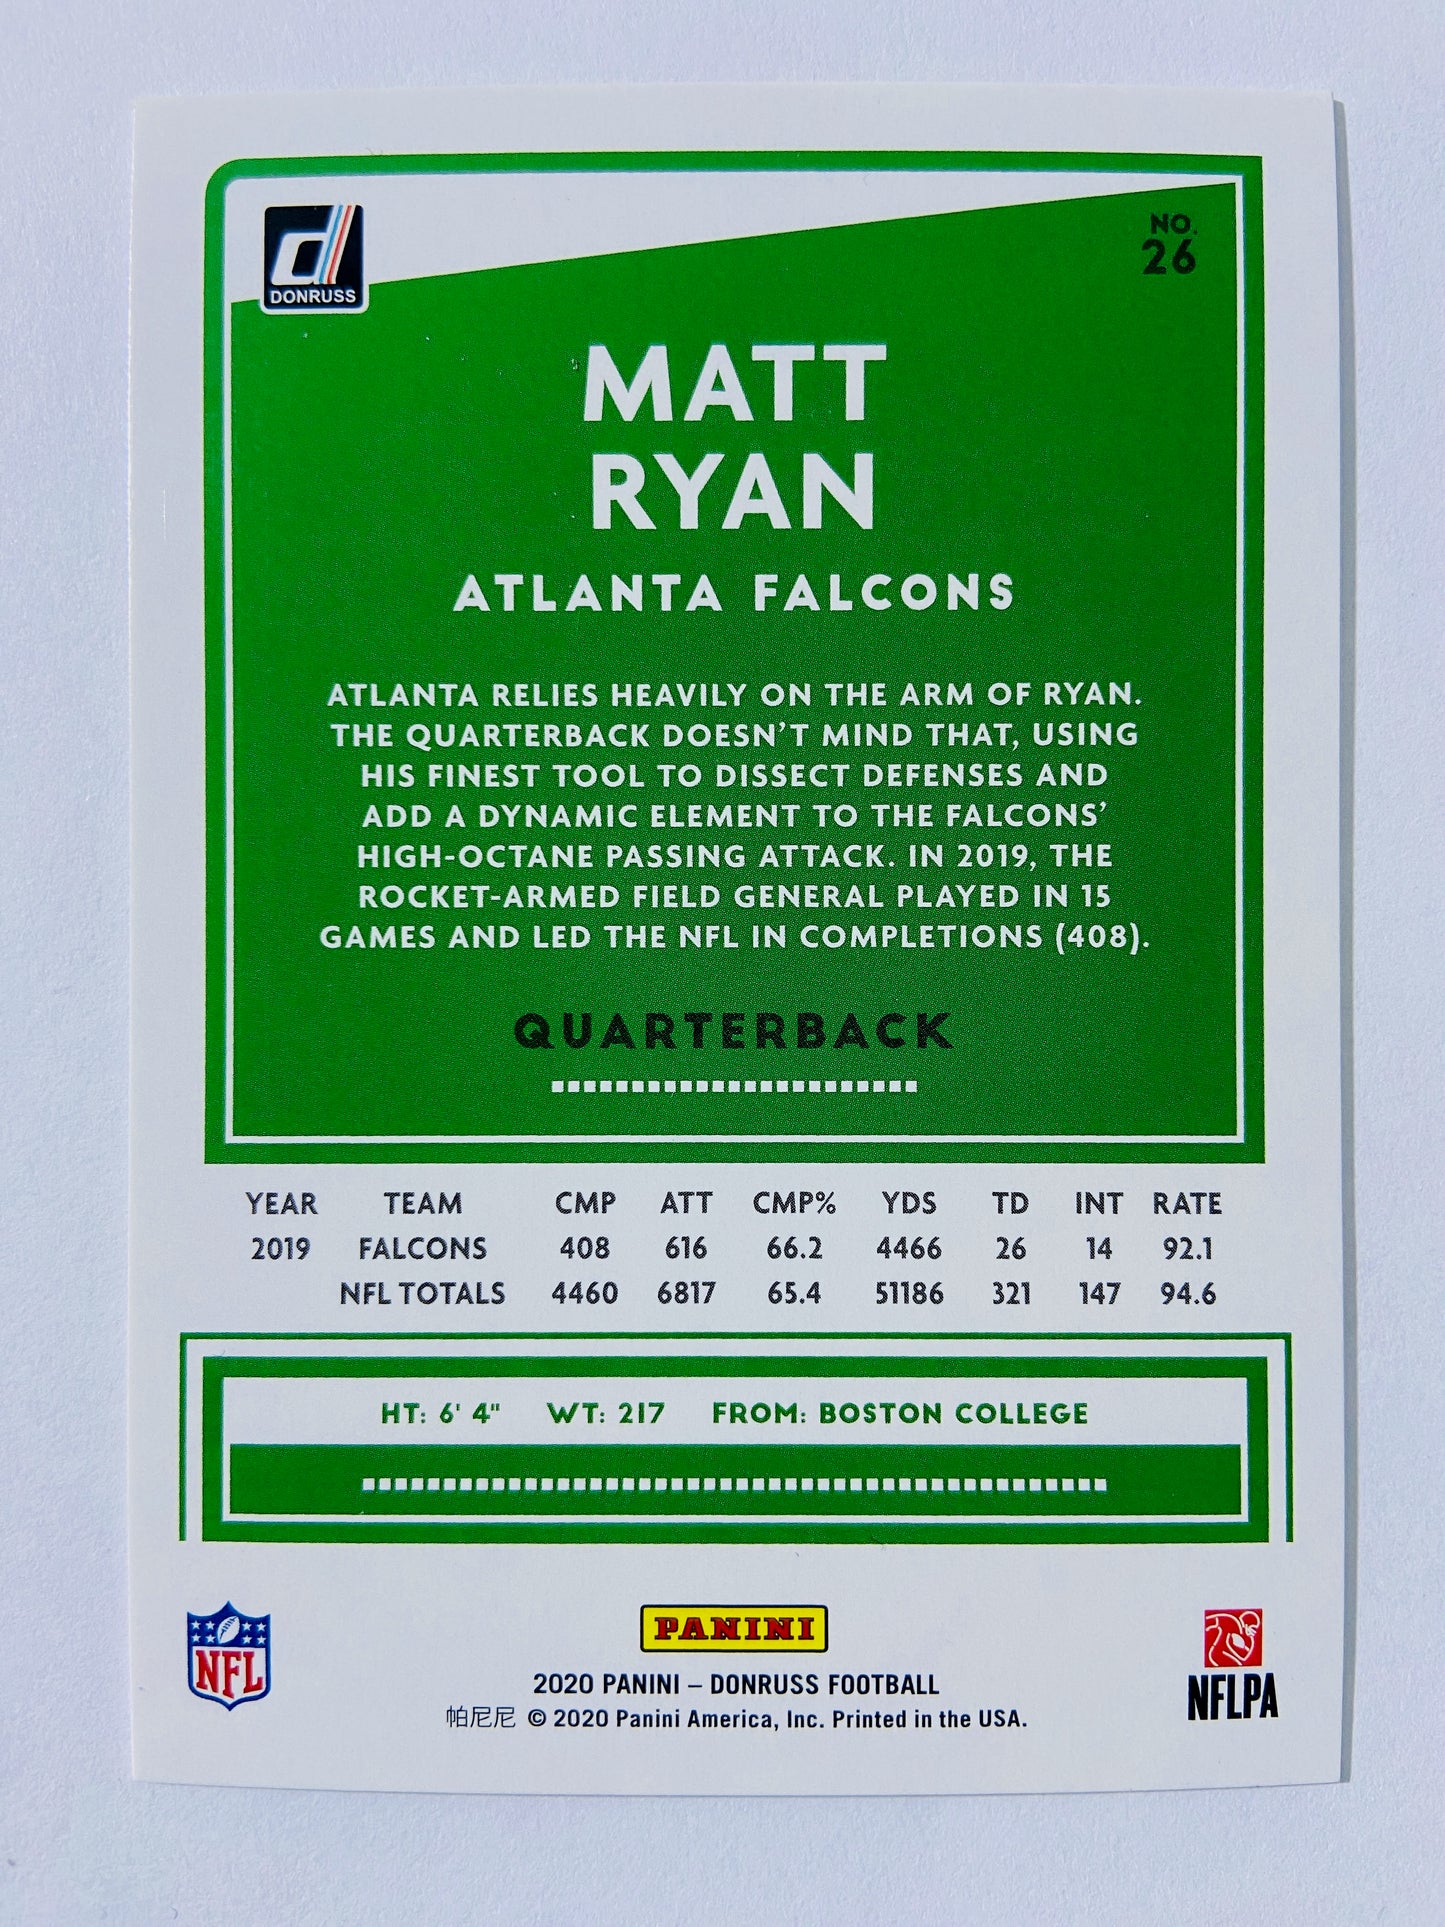 DONRUSS
NO.
26
MATT
RYAN
ATLANTA FALCONS
ATLANTA RELIES HEAVILY ON THE ARM OF RYAN.
THE QUARTERBACK DOESN'T MIND THAT, USING
HIS FINEST TOOL TO DISSECT DEFENSES AND
ADD A DYNAMIC ELEMENT TO THE FALCONS'
HIGH-OCTANE PASSING ATTACK. IN 2019, THE
ROCKET-ARMED FIELD GENERAL PLAYED IN 15
GAMES AND LED THE NFL IN COMPLETIONS (408).
QUARTERBACK
YEAR TEAM CMP ATT CMP% YDS TD INT RATE
2019 FALCONS 408 616 66.2 4466 26 14 92.1
NFL TOTALS 4460 6817 65.4 51186 321 147 94.6
HT: 6' 4" WT: 217 FROM: BOSTON COLLEGE
NFL
PANINI
2020 PANINI – DONRUSS FOOTBALL
帕尼尼 © 2020 Panini America, Inc. Printed in the USA.
NFLPA